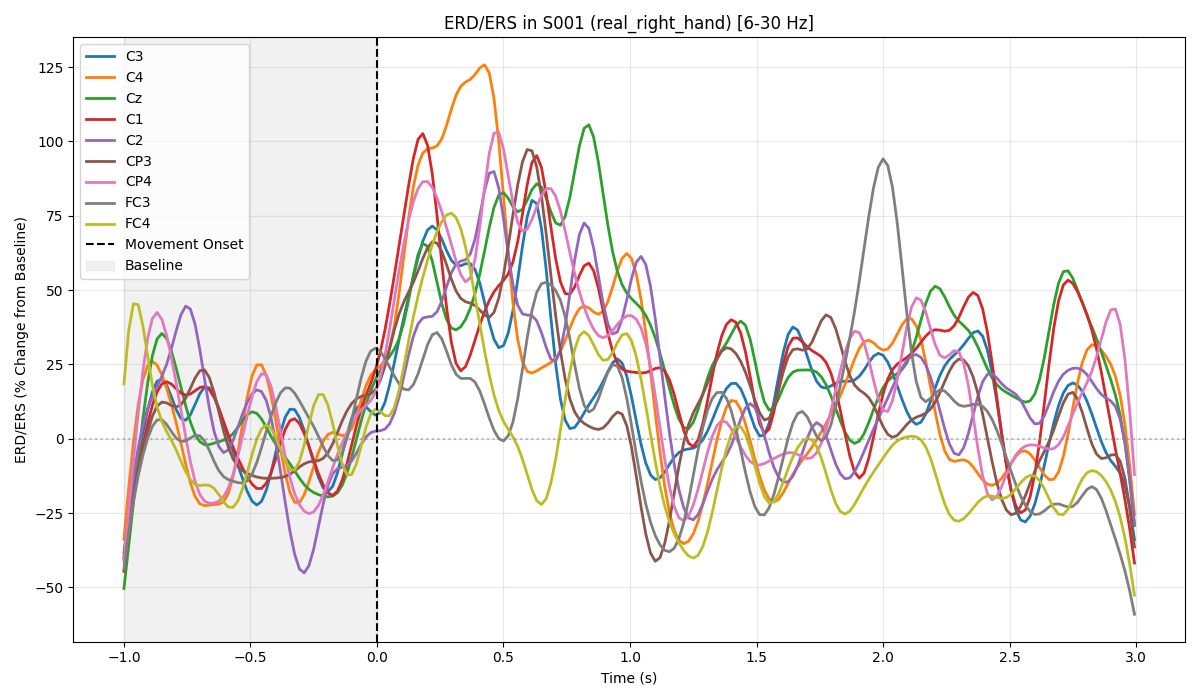 ERD/ERS in S001 (real_right_hand) [6-30 Hz]
C3
C4
Cz
C1
C2
CP3
CP4
FC3
FC4
Movement Onset
Baseline
ERD/ERS (% Change from Baseline)
125
100
75
50
25
0
−25
−50
−1.0 −0.5 0.0 0.5 1.0 1.5 2.0 2.5 3.0
Time (s)